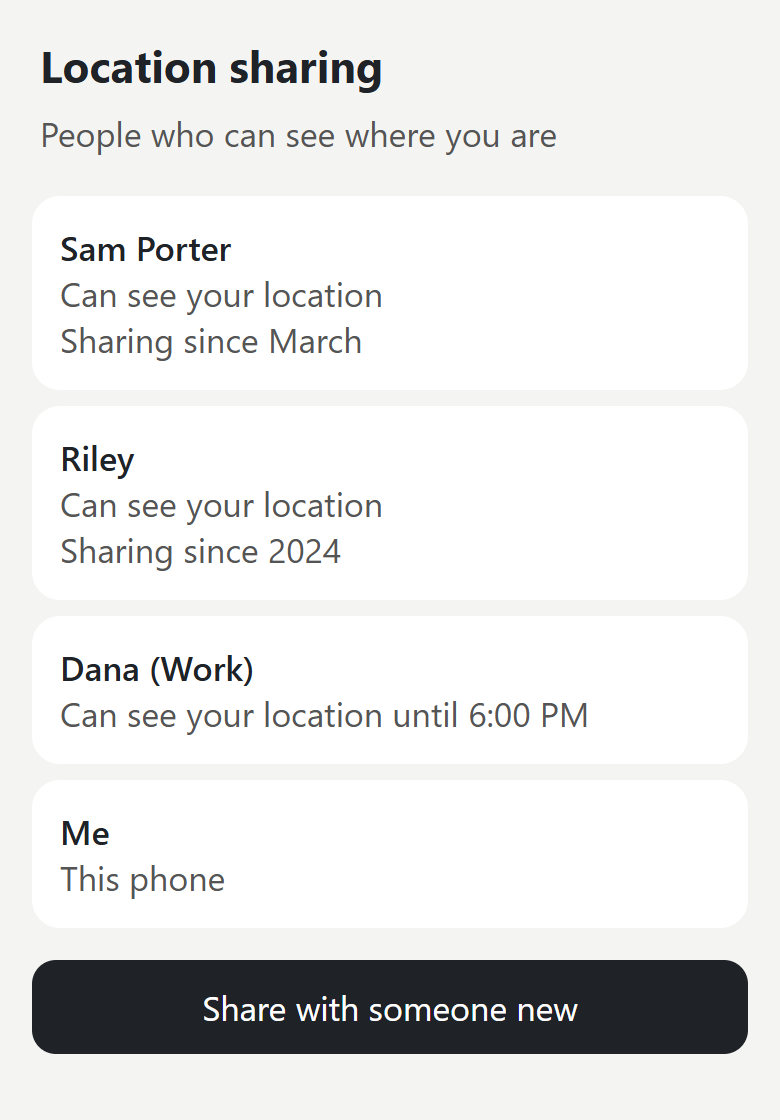 Location sharing
People who can see where you are
Sam Porter
Can see your location
Sharing since March
Riley
Can see your location
Sharing since 2024
Dana (Work)
Can see your location until 6:00 PM
Me
This phone
Share with someone new